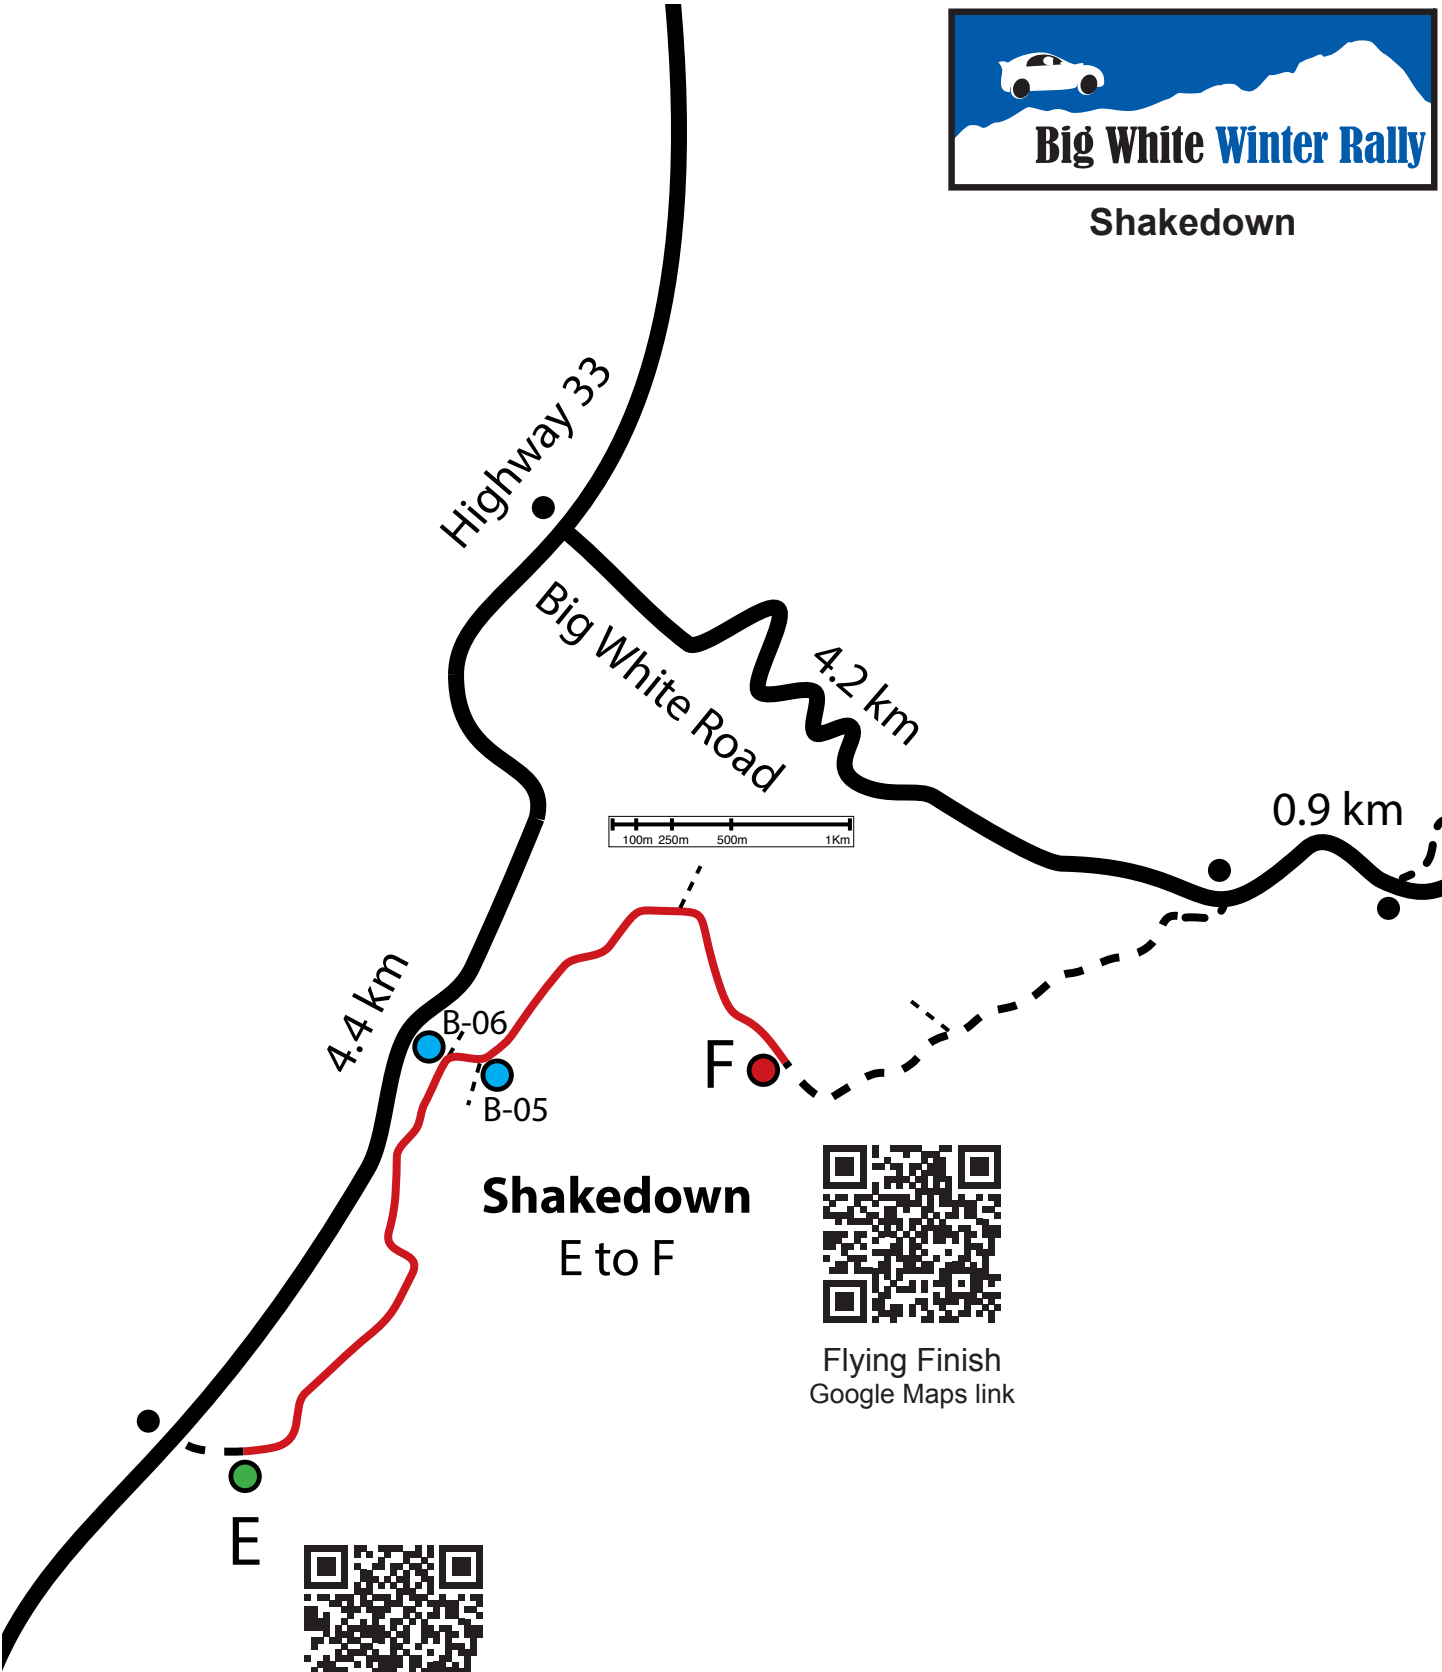 Big White Winter Rally
Shakedown
Highway 33
Big White Road
4.2 km
0.9 km
100m 250m 500m 1Km
4.4 km
B-06
B-05
F
Shakedown
E to F
Flying Finish
Google Maps link
E